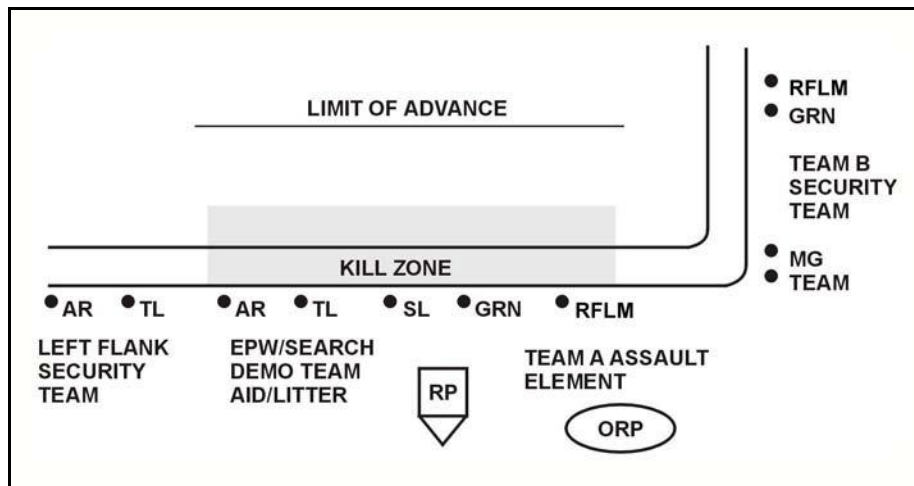 LIMIT OF ADVANCE
RFLM
GRN
TEAM B
SECURITY
TEAM
KILL ZONE
MG
TEAM
AR
TL
AR
TL
SL
GRN
RFLM
LEFT FLANK
SECURITY
TEAM
EPW/SEARCH
DEMO TEAM
AID/LITTER
TEAM A ASSAULT
ELEMENT
RP
ORP